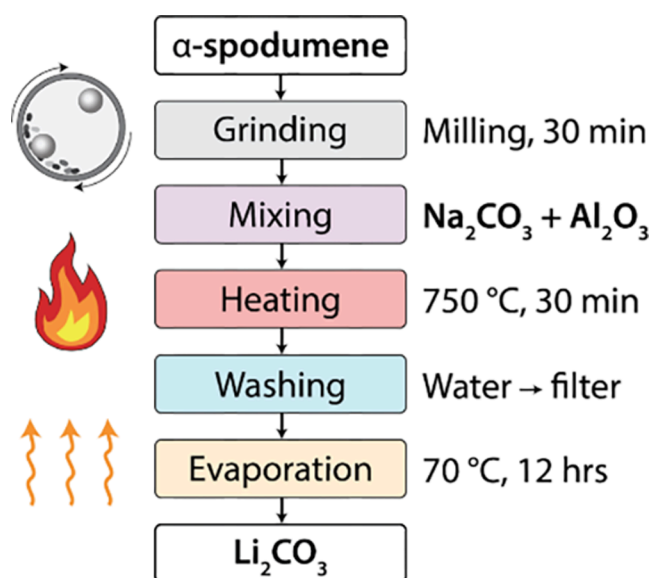 α-spodumene
Grinding Milling, 30 min
Mixing Na₂CO₃ + Al₂O₃
Heating 750 °C, 30 min
Washing Water → filter
Evaporation 70 °C, 12 hrs
Li₂CO₃